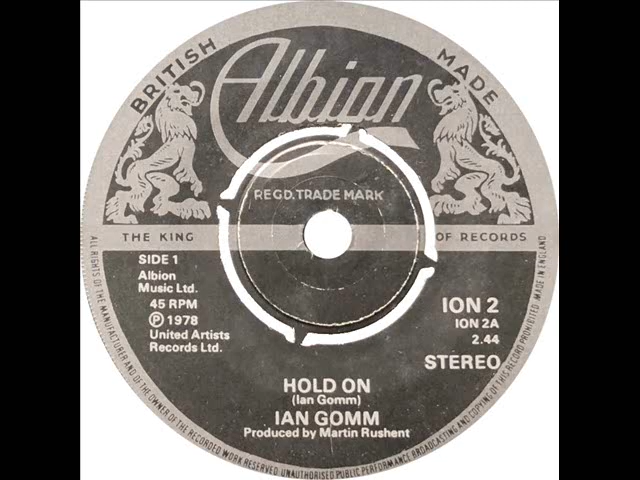 BRITISH MADE
Albion
REGD. TRADE MARK
THE KING OF RECORDS
SIDE 1
Albion
Music Ltd.
45 RPM
℗ 1978
United Artists
Records Ltd.
ION 2
ION 2A
2.44
STEREO
HOLD ON
(Ian Gomm)
IAN GOMM
Produced by Martin Rushent
ALL RIGHTS OF THE MANUFACTURER AND OF THE OWNER OF THE RECORDED WORK RESERVED UNAUTHORISED PUBLIC PERFORMANCE BROADCASTING AND COPYING OF THIS RECORD PROHIBITED · MADE IN ENGLAND